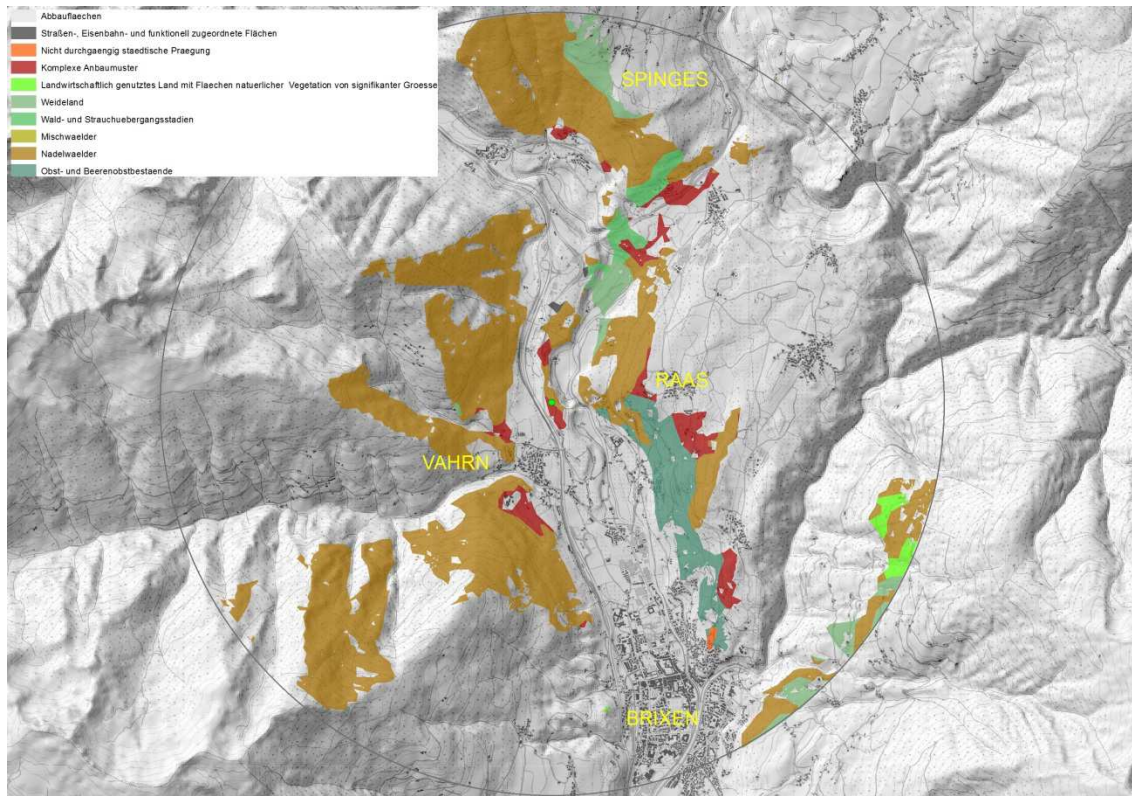 Abbauflaechen
Straßen-, Eisenbahn- und funktionell zugeordnete Flächen
Nicht durchgaengig staedtische Praegung
Komplexe Anbaumuster
Landwirtschaftlich genutztes Land mit Flaechen natuerlicher Vegetation von signifikanter Groesse
Weideland
Wald- und Strauchuebergangsstadien
Mischwaelder
Nadelwaelder
Obst- und Beerenobstbestaende
SPINGES
RAAS
VAHRN
BRIXEN